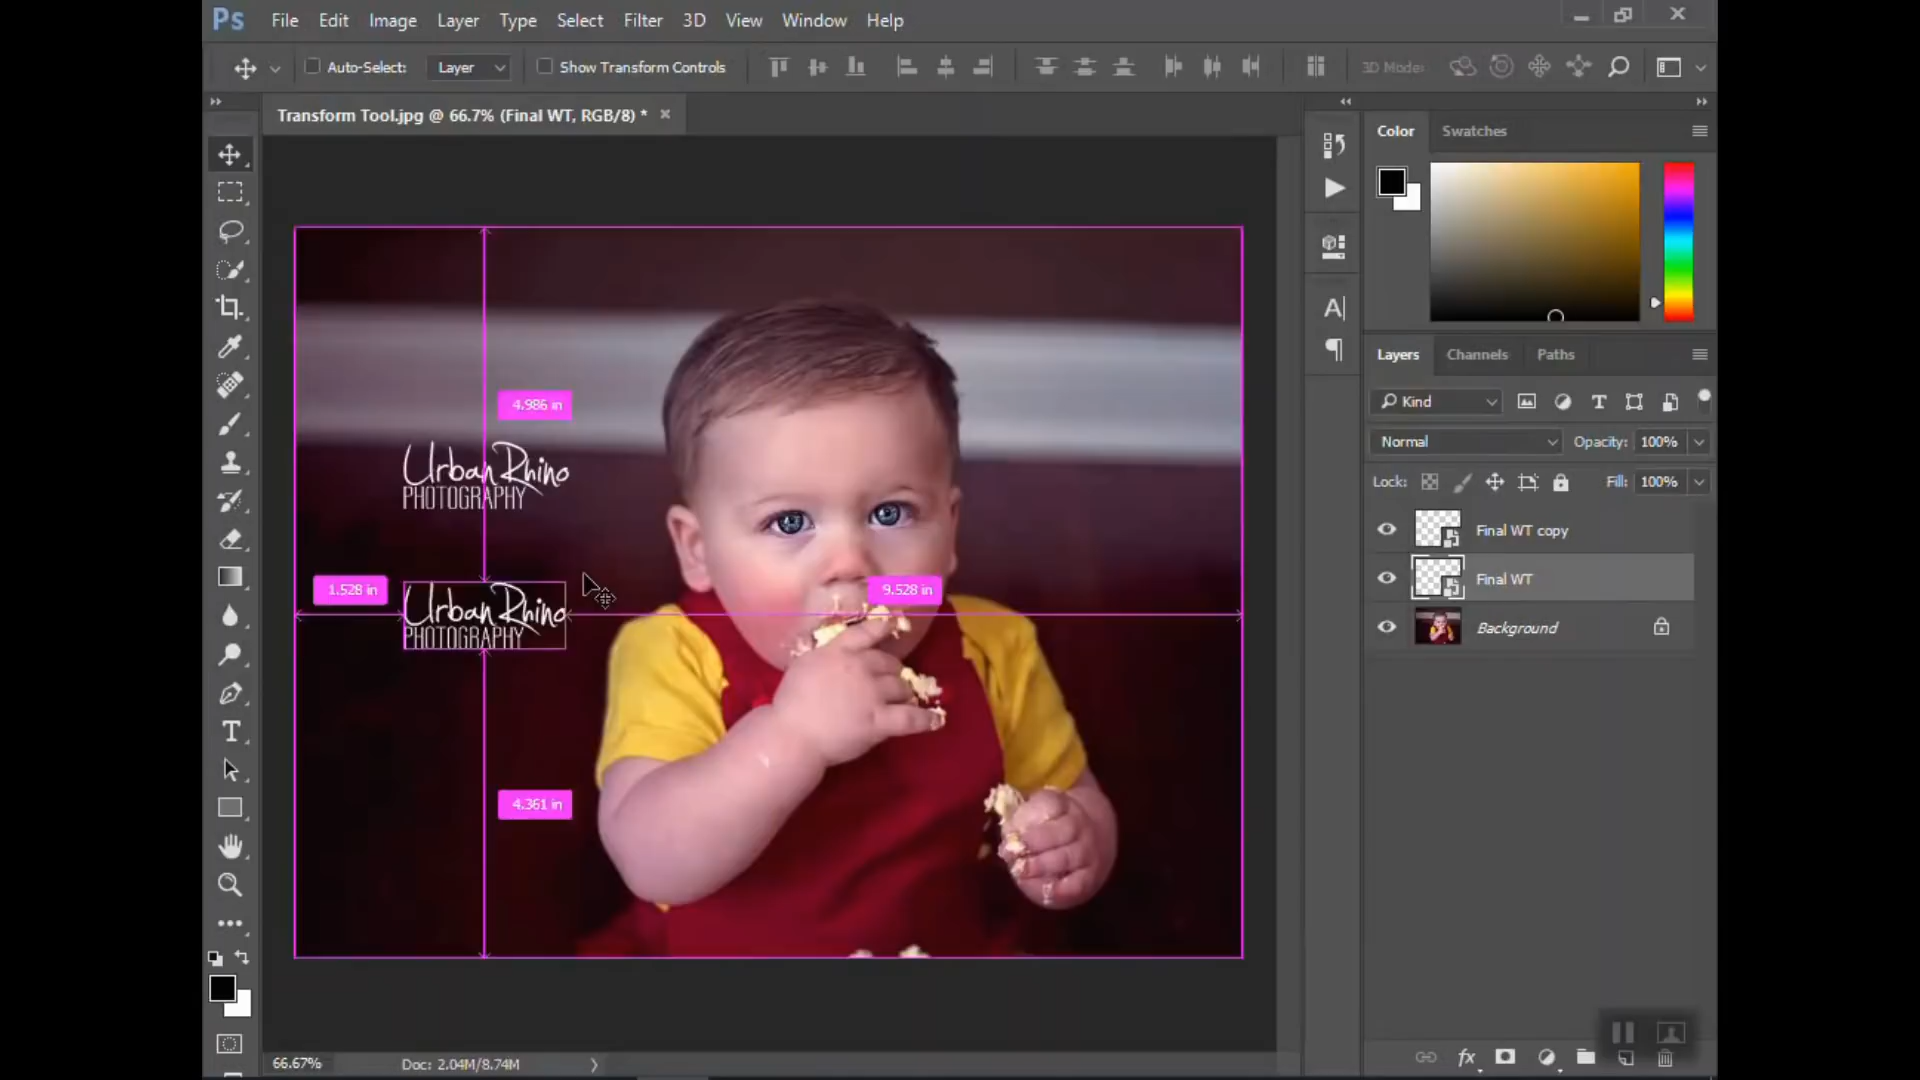 Ps File Edit Image Layer Type Select Filter 3D View Window Help
Auto-Select: Layer Show Transform Controls 3D Mode:
Transform Tool.jpg @ 66.7% (Final WT, RGB/8) *
Color Swatches
4.986 in
Urban Rhino
PHOTOGRAPHY
1.528 in
9.528 in
Urban Rhino
PHOTOGRAPHY
4.361 in
Layers Channels Paths
Kind
Normal Opacity: 100%
Lock: Fill: 100%
Final WT copy
Final WT
Background
fx
66.67% Doc: 2.04M/8.74M